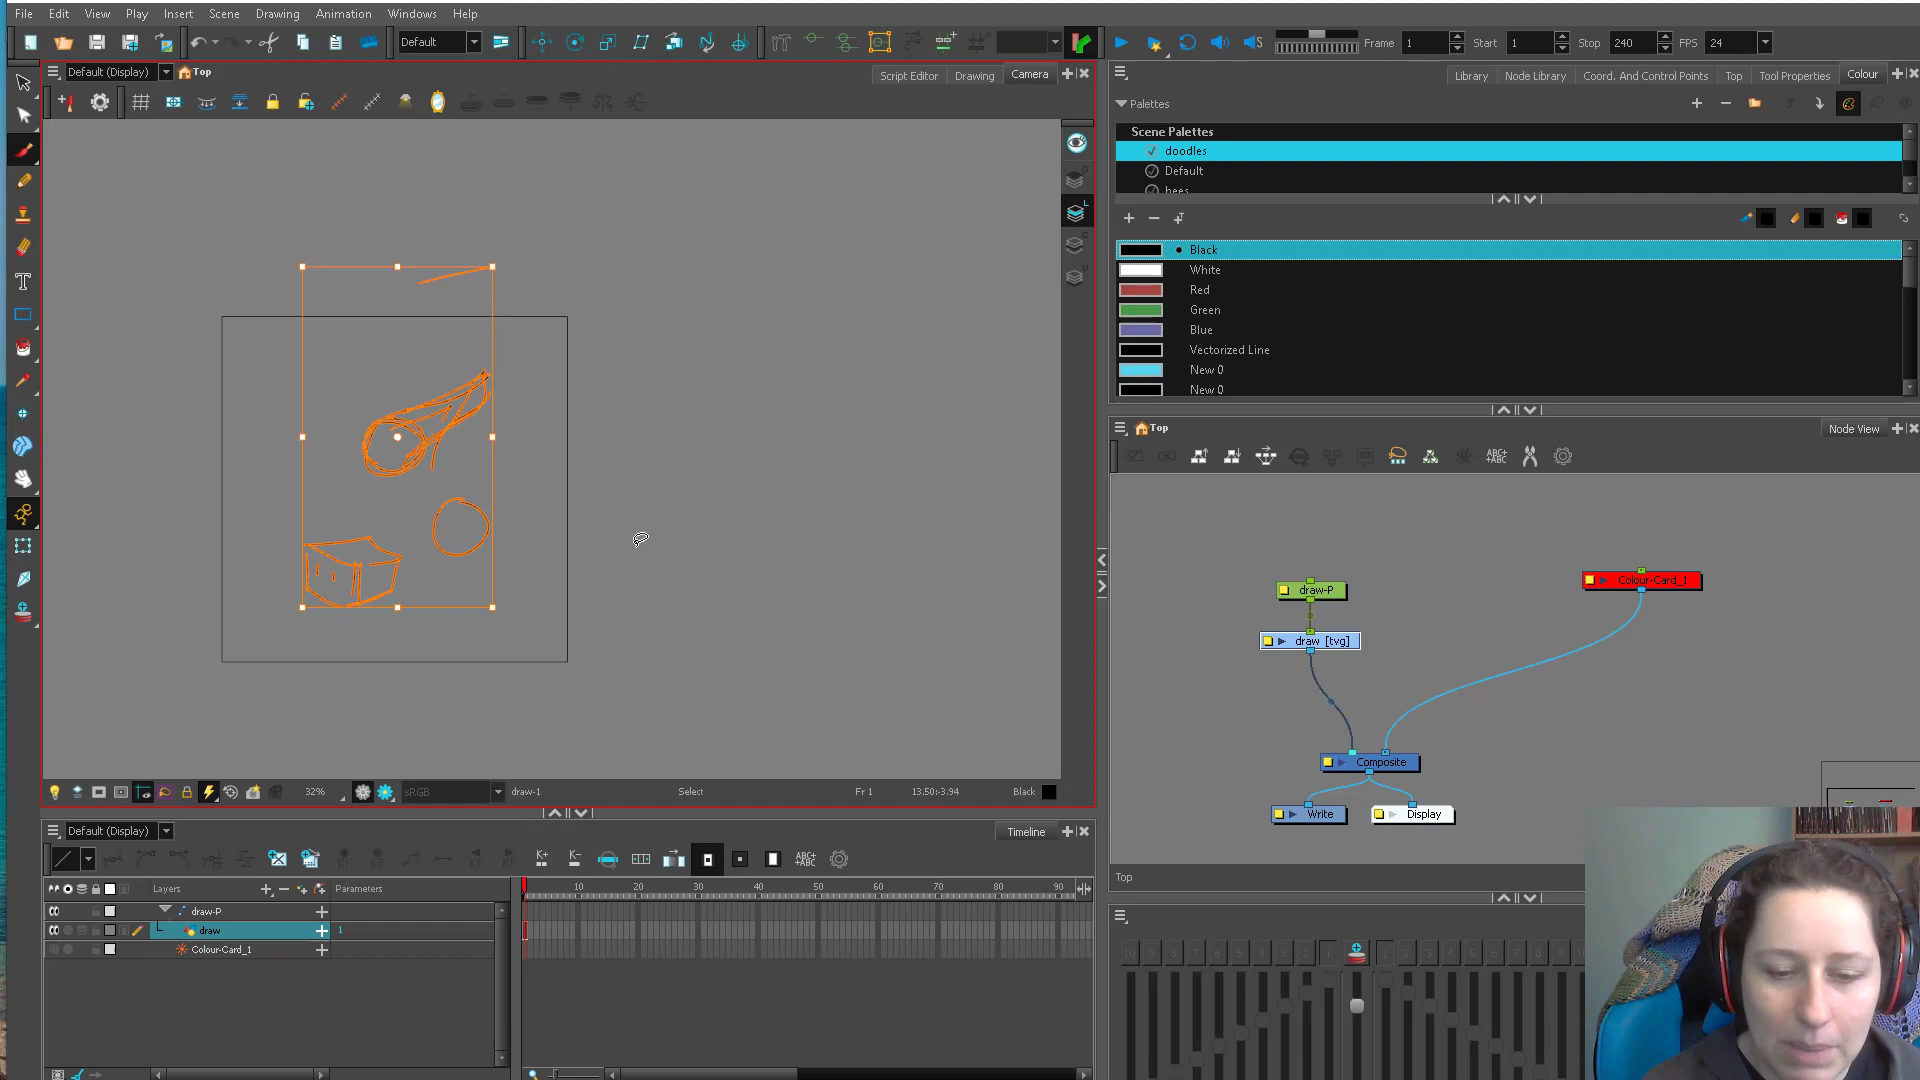 File Edit View Play Insert Scene Drawing Animation Windows Help
Default Frame 1 Start 1 Stop 240 FPS 24
Default (Display) Top Script Editor Drawing Camera
Library Node Library Coord. And Control Points Top Tool Properties Colour
Palettes
Scene Palettes
doodles
Default
bees
Black
White
Red
Green
Blue
Vectorized Line
New 0
New 0
Top Node View
draw-P
Colour-Card_1
draw [tvg]
Composite
Write Display
Top
32% sRGB draw-1 Select Fr 1 13.50:-3.94 Black
Default (Display) Timeline
Layers Parameters 10 20 30 40 50 60 70 80 90
draw-P
draw 1
Colour-Card_1